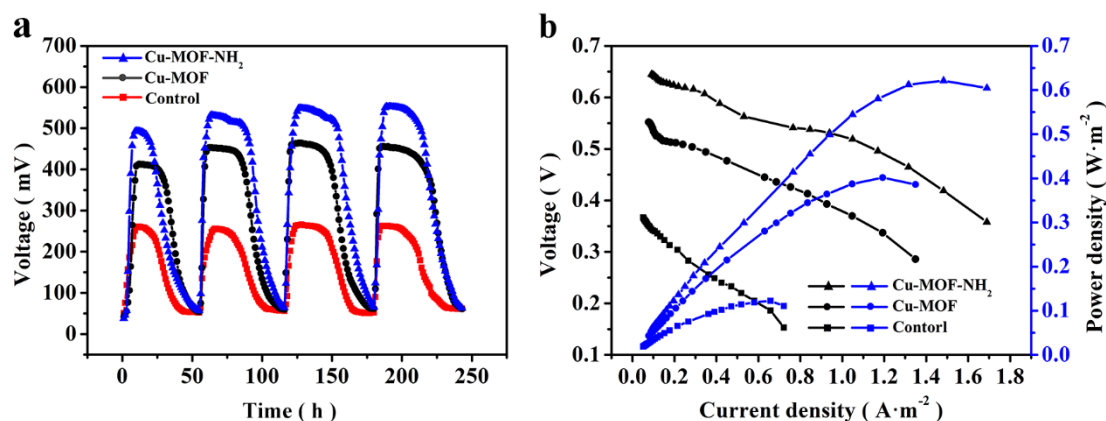 a
700
600
500
400
300
200
100
0
Voltage ( mV )
Cu-MOF-NH₂
Cu-MOF
Control
0 50 100 150 200 250
Time ( h )
b
0.7
0.6
0.5
0.4
0.3
0.2
0.1
Voltage ( V )
Cu-MOF-NH₂
Cu-MOF
Contorl
0.0 0.2 0.4 0.6 0.8 1.0 1.2 1.4 1.6 1.8
Current density ( A·m⁻² )
0.7
0.6
0.5
0.4
0.3
0.2
0.1
0.0
Power density ( W·m⁻² )